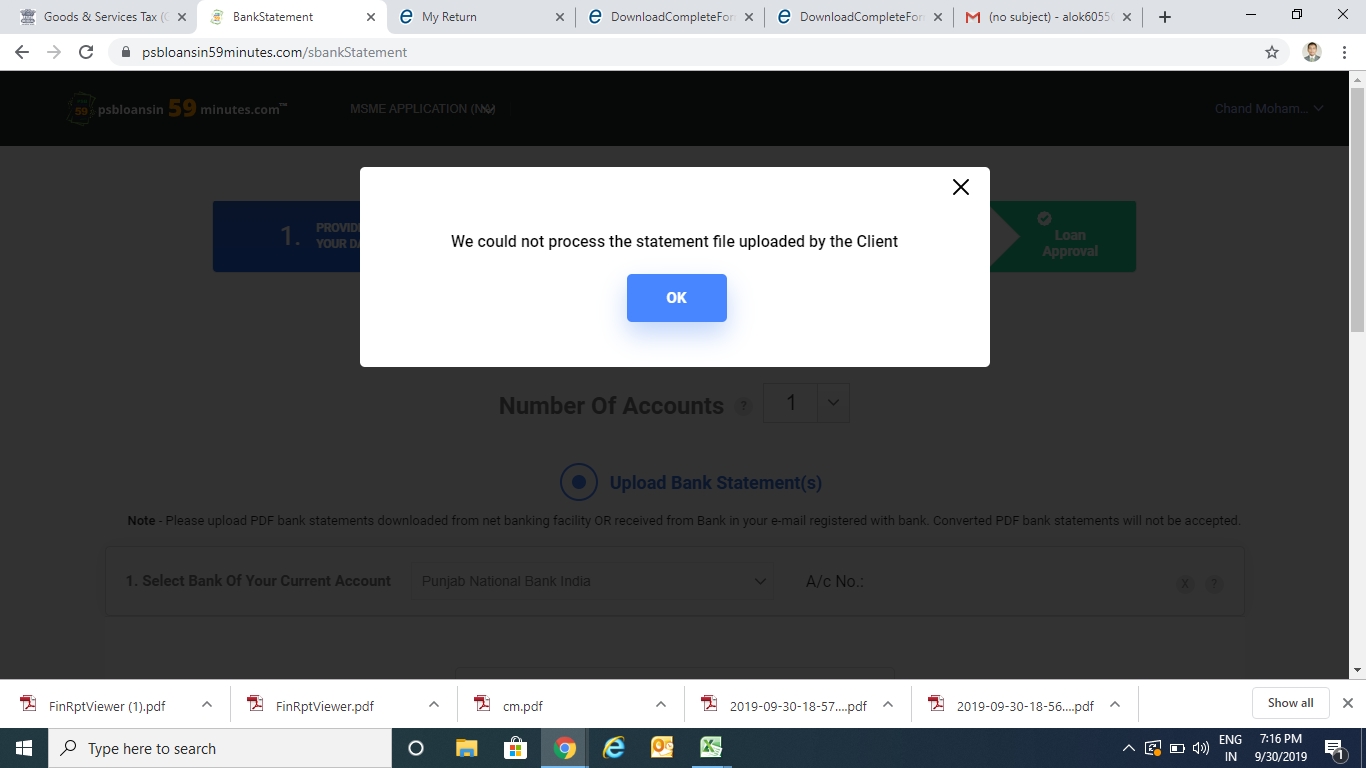 Goods & Services Tax (
BankStatement
My Return
DownloadCompleteFor
DownloadCompleteFor
(no subject) - alok6055
psbloansin59minutes.com/sbankStatement
59 psbloansin 59 minutes.com™
MSME APPLICATION
Chand Moham...
We could not process the statement file uploaded by the Client
OK
1. PROVID
YOUR DA
Loan
Approval
Number Of Accounts ? 1
Upload Bank Statement(s)
Note - Please upload PDF bank statements downloaded from net banking facility OR received from Bank in your e-mail registered with bank. Converted PDF bank statements will not be accepted.
1. Select Bank Of Your Current Account Punjab National Bank India A/c No.: X ?
FinRptViewer (1).pdf
FinRptViewer.pdf
cm.pdf
2019-09-30-18-57....pdf
2019-09-30-18-56....pdf
Show all
Type here to search
ENG
IN
7:16 PM
9/30/2019
1